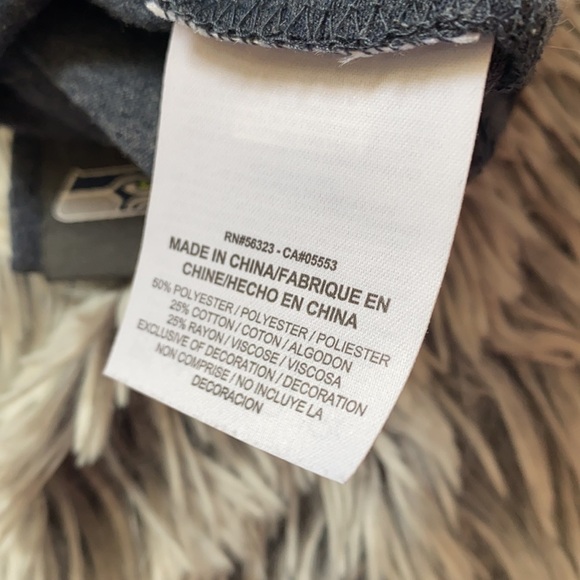 RN#56323 - CA#05553
MADE IN CHINA/FABRIQUE EN
CHINE/HECHO EN CHINA
50% POLYESTER / POLYESTER / POLIESTER
25% COTTON / COTON / ALGODON
25% RAYON / VISCOSE / VISCOSA
EXCLUSIVE OF DECORATION / DECORATION
NON COMPRISE / NO INCLUYE LA
DECORACION